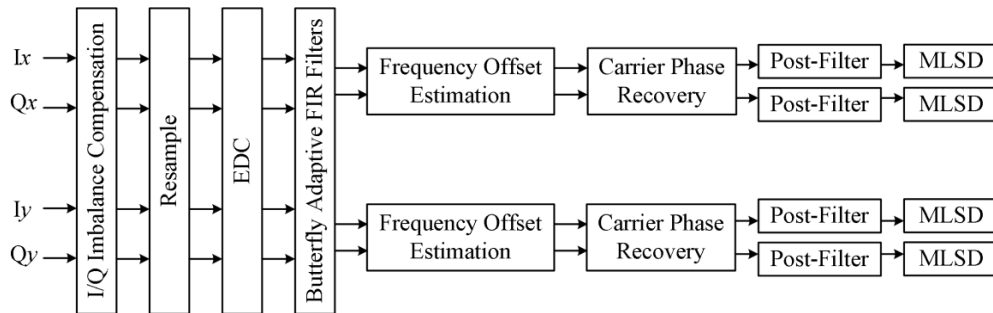 Ix
Qx
Iy
Qy
I/Q Imbalance Compensation
Resample
EDC
Butterfly Adaptive FIR Filters
Frequency Offset
Estimation
Carrier Phase
Recovery
Post-Filter
MLSD
Post-Filter
MLSD
Frequency Offset
Estimation
Carrier Phase
Recovery
Post-Filter
MLSD
Post-Filter
MLSD